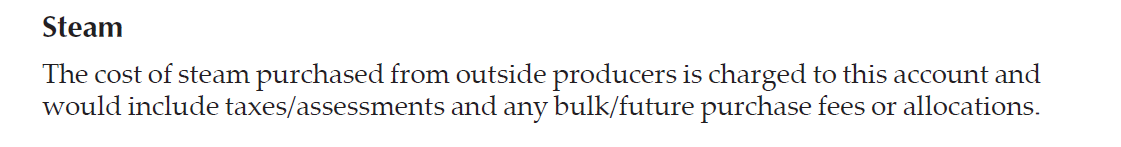 Steam
The cost of steam purchased from outside producers is charged to this account and
would include taxes/assessments and any bulk/future purchase fees or allocations.